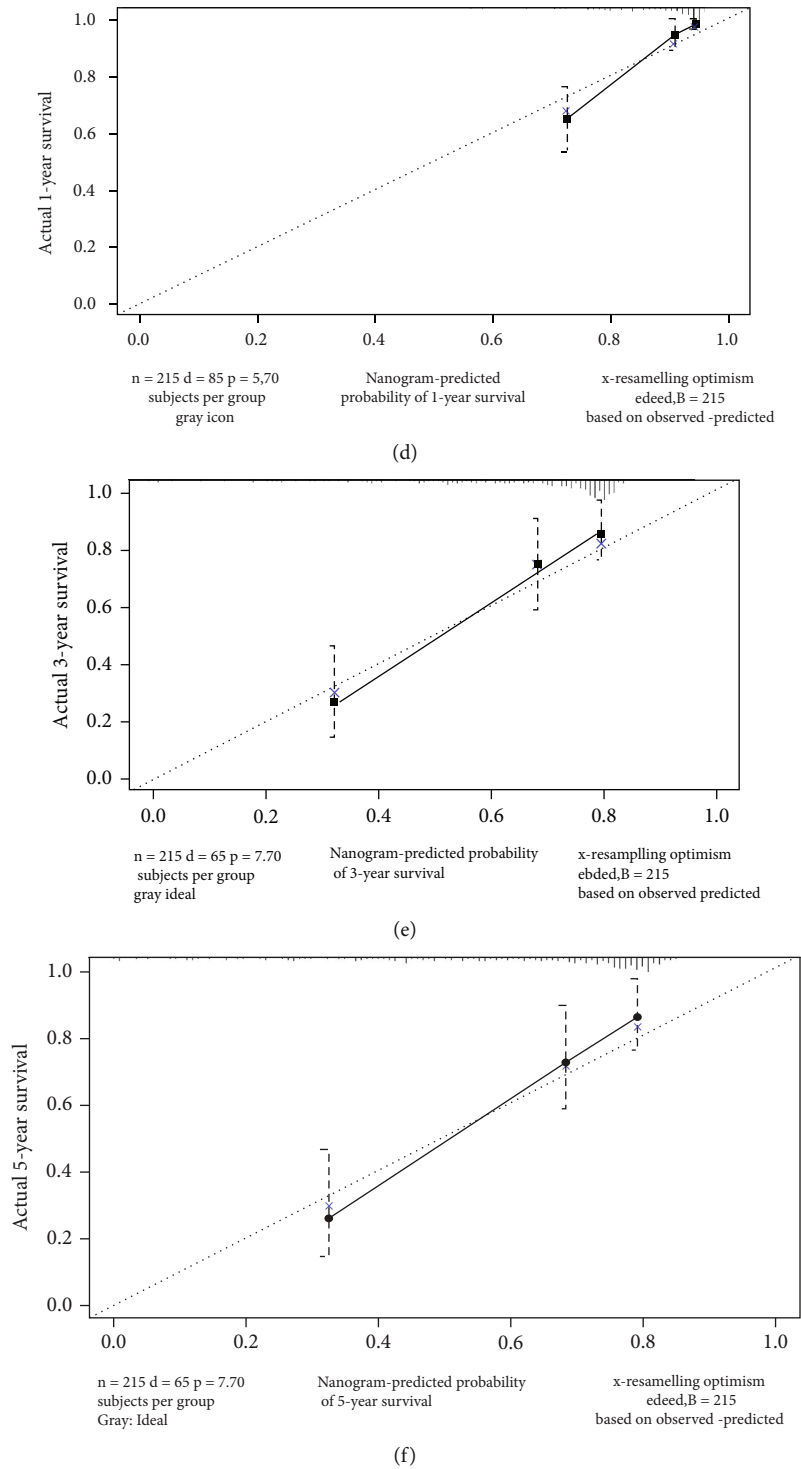 1.0
0.8
0.6
0.4
0.2
0.0
Actual 1-year survival
0.0 0.2 0.4 0.6 0.8 1.0
n = 215 d = 85 p = 5,70
subjects per group
gray icon
Nanogram-predicted
probability of 1-year survival
x-resamelling optimism
edeed,B = 215
based on observed -predicted
(d)
1.0
0.8
0.6
0.4
0.2
0.0
Actual 3-year survival
0.0 0.2 0.4 0.6 0.8 1.0
n = 215 d = 65 p = 7.70
subjects per group
gray ideal
Nanogram-predicted probability
of 3-year survival
x-resamplling optimism
ebded,B = 215
based on observed predicted
(e)
1.0
0.8
0.6
0.4
0.2
0.0
Actual 5-year survival
0.0 0.2 0.4 0.6 0.8 1.0
n = 215 d = 65 p = 7.70
subjects per group
Gray: Ideal
Nanogram-predicted probability
of 5-year survival
x-resamelling optimism
edeed,B = 215
based on observed -predicted
(f)